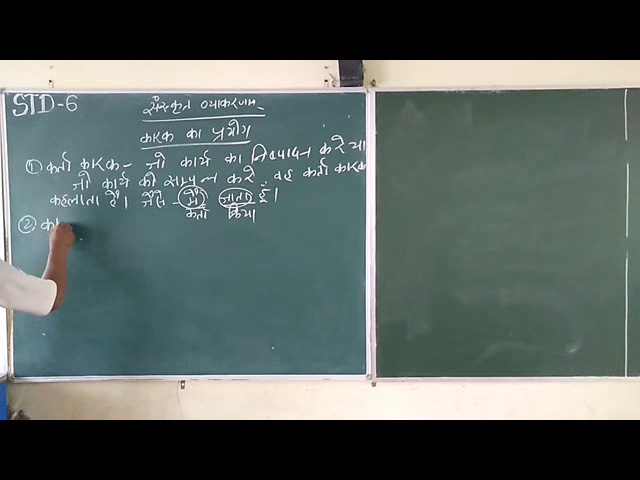 STD-6
संस्कृत व्याकरणम्
कारक का प्रयोग
① कर्ता कारक - जो कार्य का निष्पादन करे या
जो कार्य को सम्पन्न करे वह कर्ता कारक
कहलाता है। जैसे - मैं जाता हूँ।
कर्ता क्रिया
② का